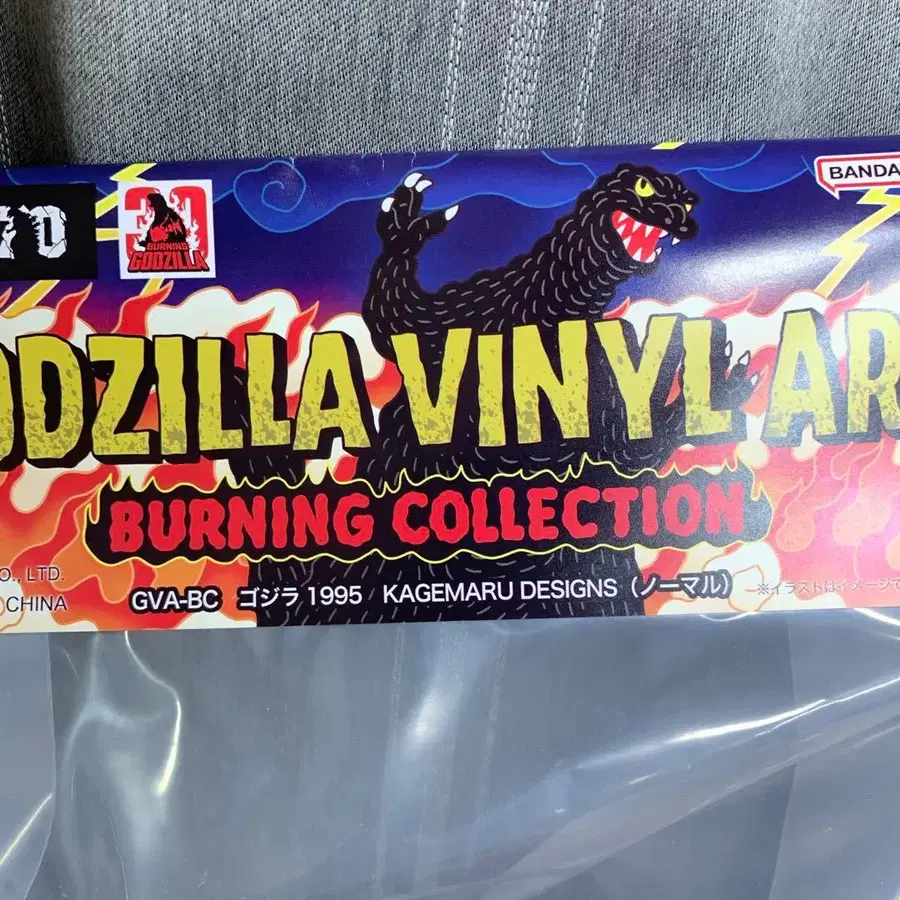 30
BURNING
GODZILLA
BANDA
ODZILLA VINYL AR
BURNING COLLECTION
O., LTD.
CHINA
GVA-BC ゴジラ 1995 KAGEMARU DESIGNS（ノーマル）
※イラストはイメージで